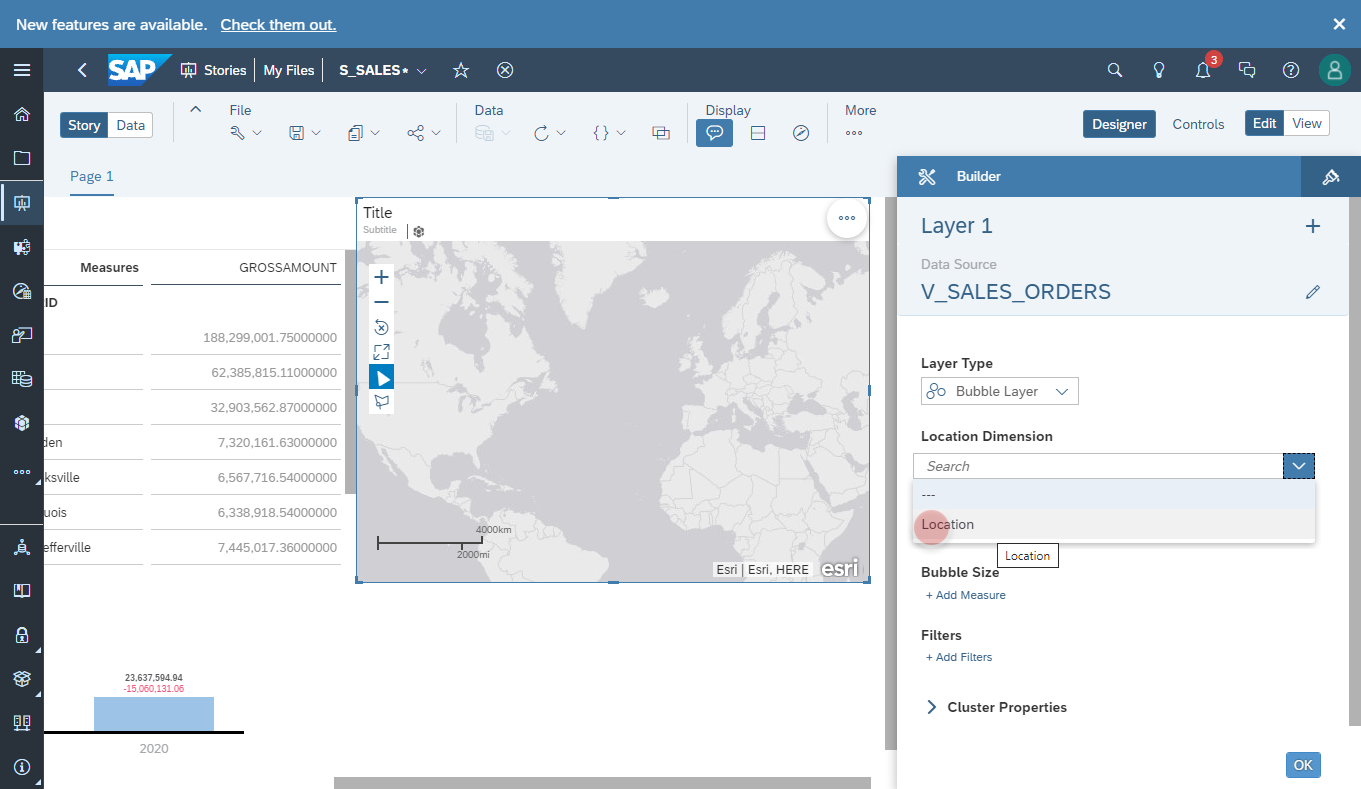 New features are available. Check them out.
SAP Stories My Files S_SALES* 3
Story Data File Data Display More Designer Controls Edit View
Page 1
Measures GROSSAMOUNT
ID
188,299,001.75000000
62,385,815.11000000
32,903,562.87000000
den 7,320,161.63000000
ksville 6,567,716.54000000
uois 6,338,918.54000000
efferville 7,445,017.36000000
23,637,594.94
-15,060,131.06
2020
Title
Subtitle
4000km
2000mi
Esri | Esri, HERE esri
Builder
Layer 1
Data Source
V_SALES_ORDERS
Layer Type
Bubble Layer
Location Dimension
Search
---
Location
Location
Bubble Size
+ Add Measure
Filters
+ Add Filters
Cluster Properties
OK